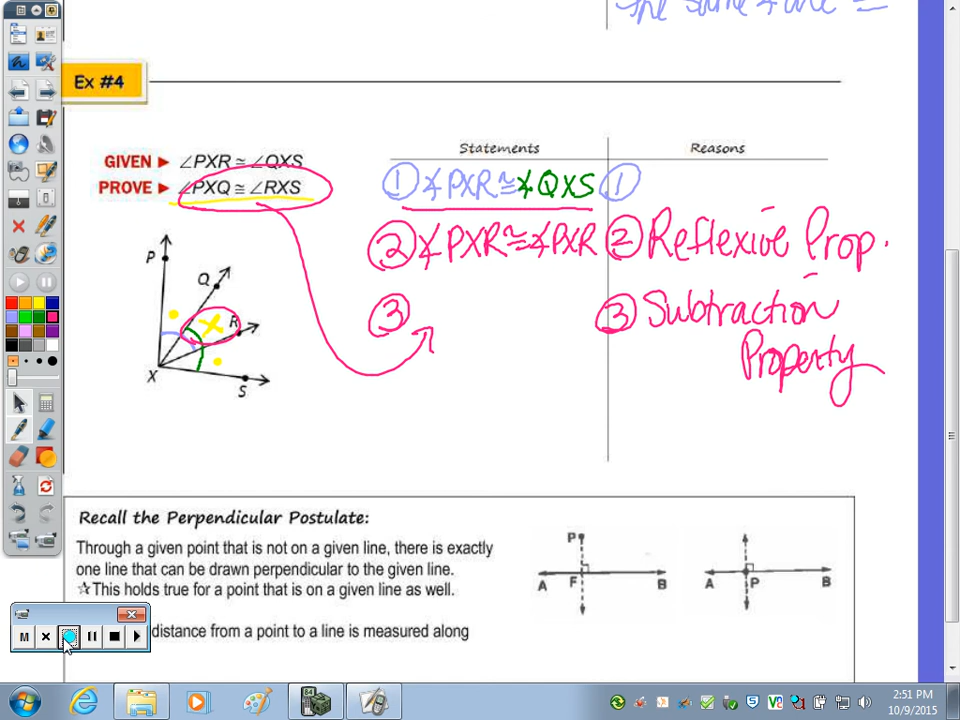 the same
Ex #4
GIVEN ► ∠PXR ≅ ∠QXS
PROVE ► ∠PXQ ≅ ∠RXS
Statements
Reasons
① ∡PXR ≅ ∡QXS
①
② ∡PXR ≅ ∡PXR
② Reflexive Prop.
③
③ Subtraction
Property
P
Q
R
X
S
Recall the Perpendicular Postulate:
Through a given point that is not on a given line, there is exactly
one line that can be drawn perpendicular to the given line.
☆This holds true for a point that is on a given line as well.
distance from a point to a line is measured along
P
A F B
A P B
M
2:51 PM
10/9/2015